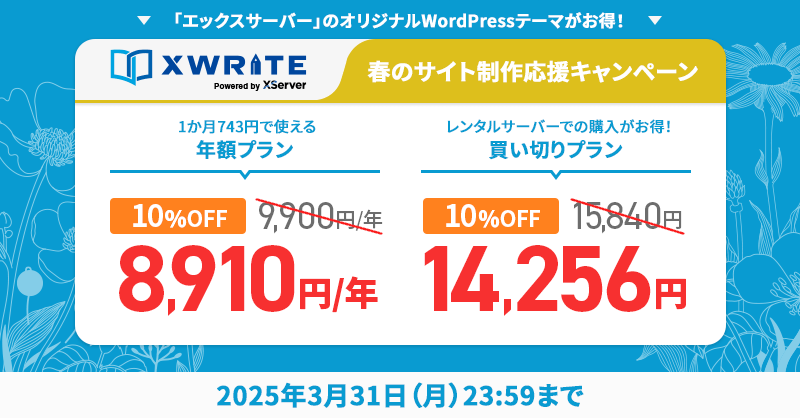 「エックスサーバー」のオリジナルWordPressテーマがお得！
XWRITE
Powered by XServer
春のサイト制作応援キャンペーン
1か月743円で使える
年額プラン
10%OFF
9,900円/年
8,910円/年
レンタルサーバーでの購入がお得！
買い切りプラン
10%OFF
15,840円
14,256円
2025年3月31日（月）23:59まで